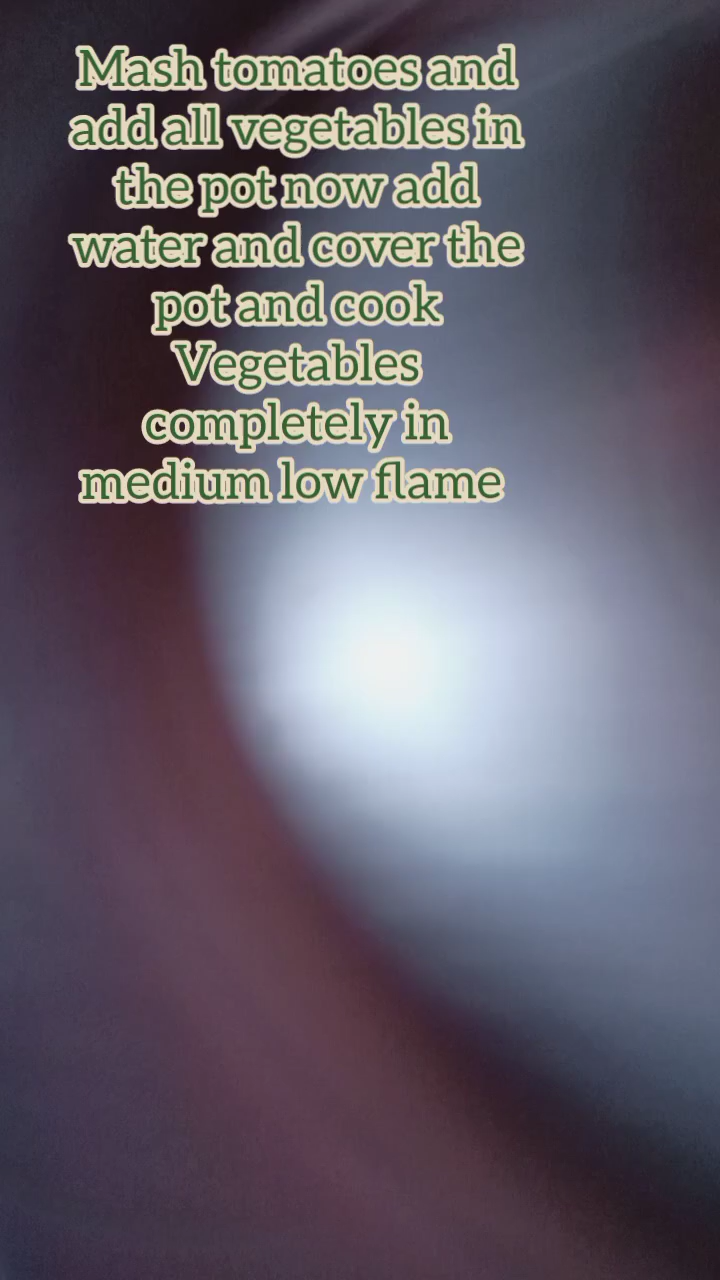 Mash tomatoes and
add all vegetables in
the pot now add
water and cover the
pot and cook
Vegetables
completely in
medium low flame